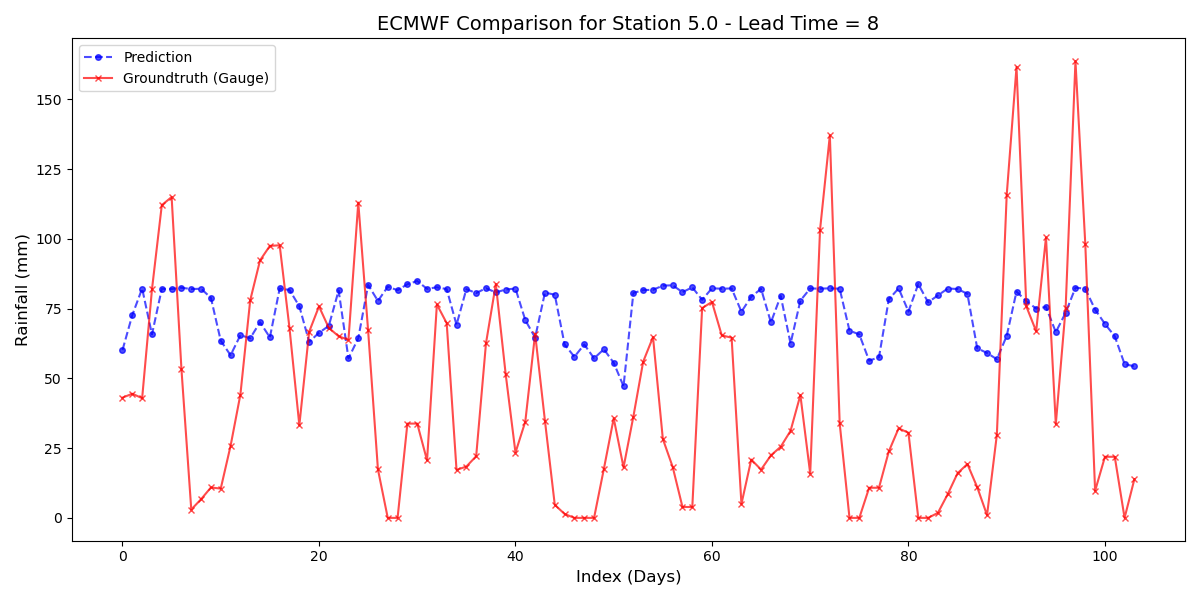 ECMWF Comparison for Station 5.0 - Lead Time = 8
Prediction
Groundtruth (Gauge)
Rainfall (mm)
150
125
100
75
50
25
0
0 20 40 60 80 100
Index (Days)